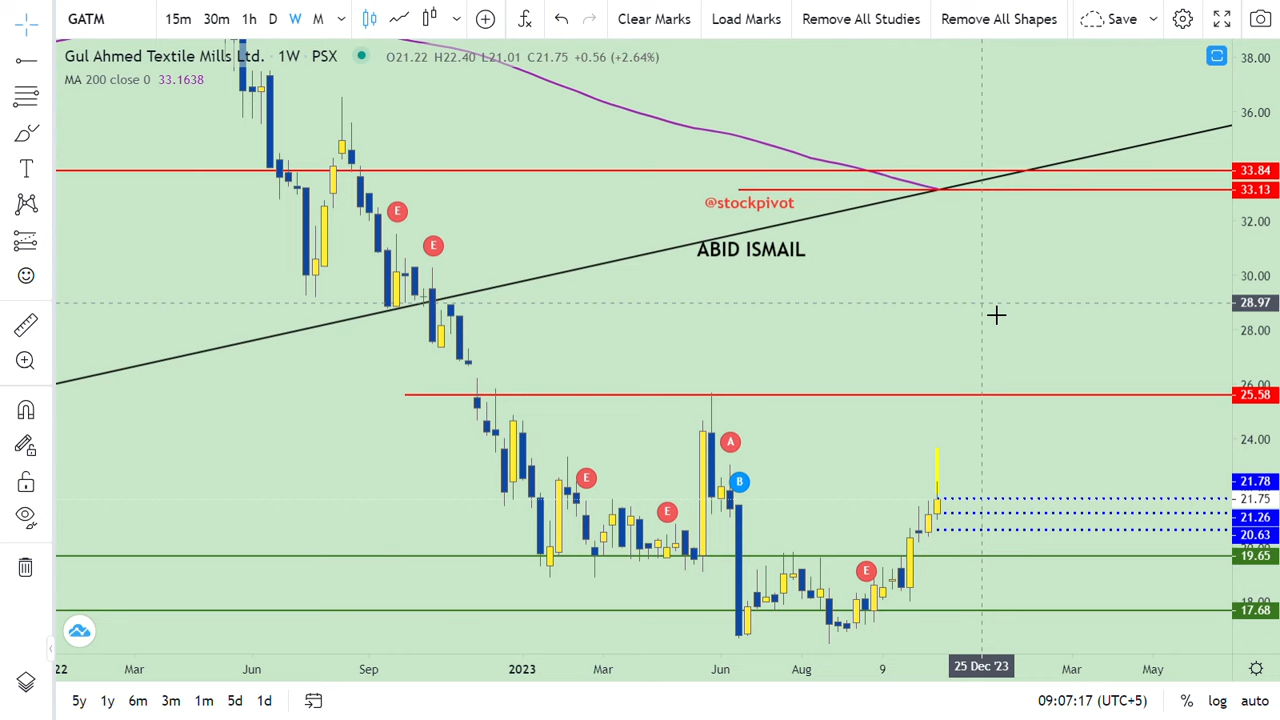 GATM 15m 30m 1h D W M Clear Marks Load Marks Remove All Studies Remove All Shapes Save
Gul Ahmed Textile Mills Ltd. · 1W · PSX O21.22 H22.40 L21.01 C21.75 +0.56 (+2.64%)
MA 200 close 0 33.1638
38.00
36.00
33.84
33.13
@stockpivot
32.00
E
ABID ISMAIL
E
30.00
28.97
28.00
26.00
25.58
24.00
A
E
B
21.78
21.75
E
21.26
20.63
19.65
E
18.00
17.68
22 Mar Jun Sep 2023 Mar Jun Aug 9 25 Dec '23 Mar May
5y 1y 6m 3m 1m 5d 1d 09:07:17 (UTC+5) % log auto